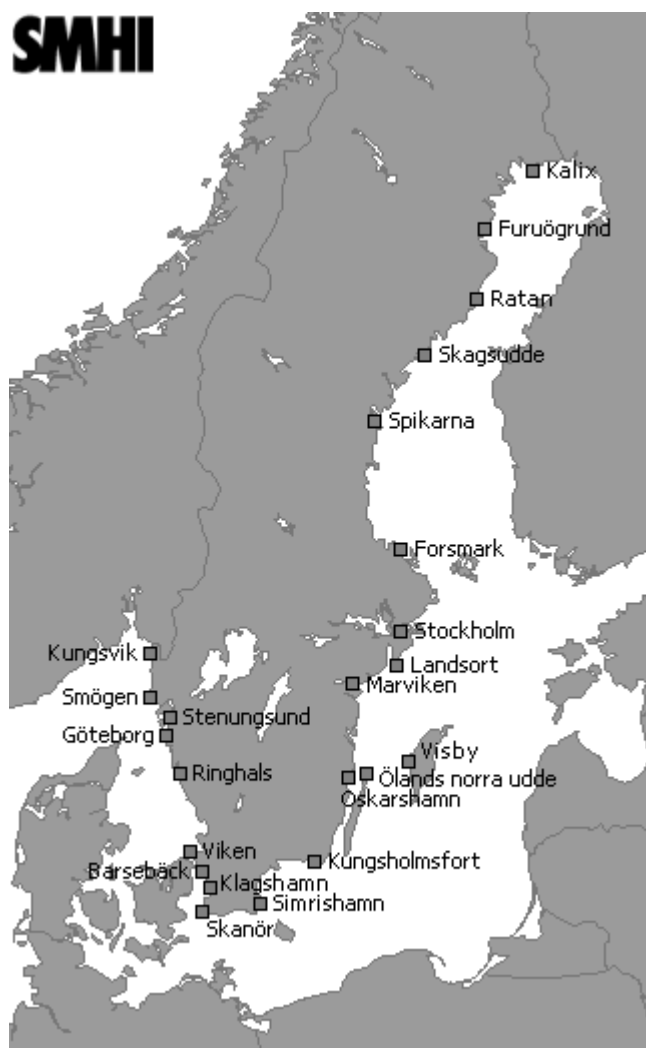 SMHI
Kalix
Furuögrund
Ratan
Skagsudde
Spikarna
Forsmark
Stockholm
Kungsvik
Landsort
Marviken
Smögen
Stenungsund
Göteborg
Visby
Ringhals
Ölands norra udde
Oskarshamn
Viken
Kungsholmsfort
Barsebäck
Klagshamn
Simrishamn
Skanör